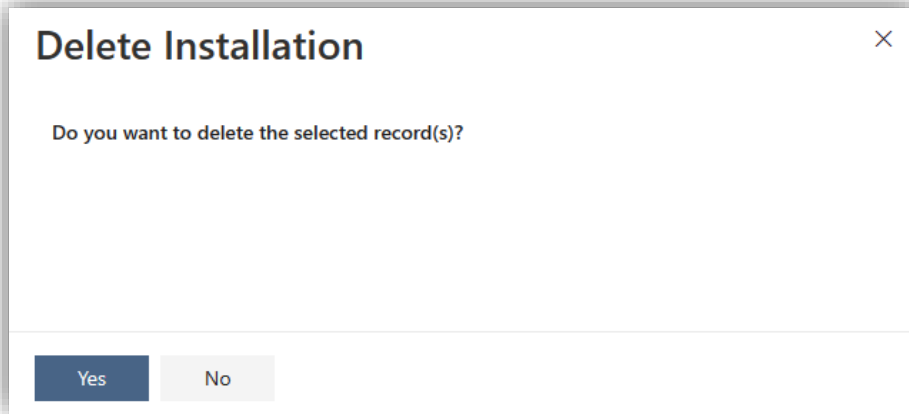 Delete Installation
Do you want to delete the selected record(s)?
Yes No